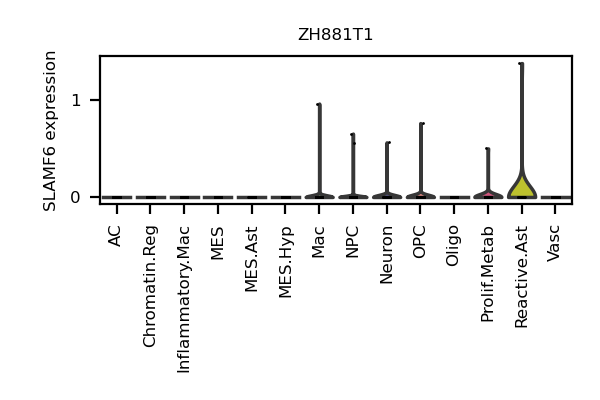 ZH881T1
SLAMF6 expression
1
0
AC
Chromatin.Reg
Inflammatory.Mac
MES
MES.Ast
MES.Hyp
Mac
NPC
Neuron
OPC
Oligo
Prolif.Metab
Reactive.Ast
Vasc